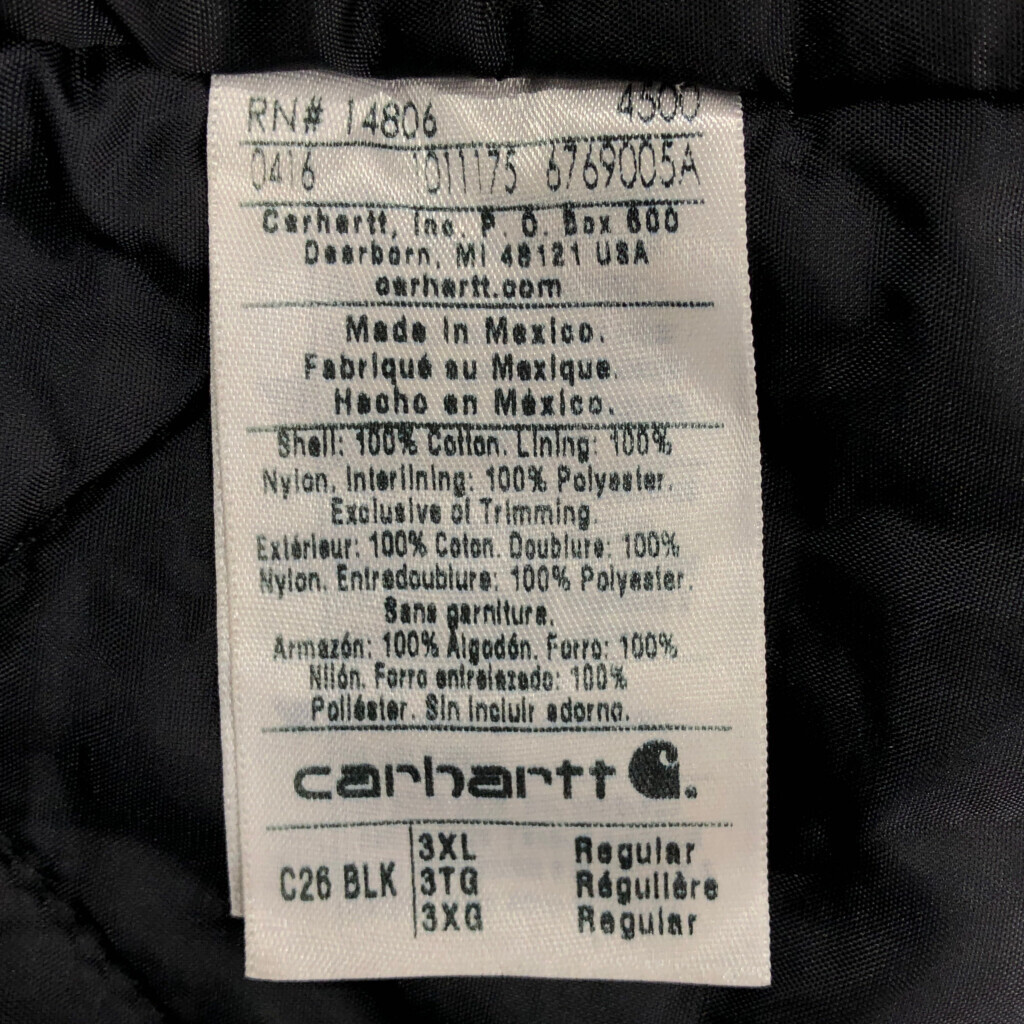 RN# 14806 4500
0416 1011175 6769005A
Carhartt, Inc. P. O. Box 600
Dearborn, MI 48121 USA
carhartt.com
Made in Mexico.
Fabriqué au Mexique.
Hecho en México.
Shell: 100% Cotton. Lining: 100%
Nylon. Interlining: 100% Polyester.
Exclusive of Trimming.
Extérieur: 100% Coton. Doublure: 100%
Nylon. Entredoublure: 100% Polyester.
Sans garniture.
Armazón: 100% Algodón. Forro: 100%
Nilón. Forro entrelazado: 100%
Poliéster. Sin incluir adorno.
carhartt
C26 BLK
3XL Regular
3TG Régulière
3XG Regular